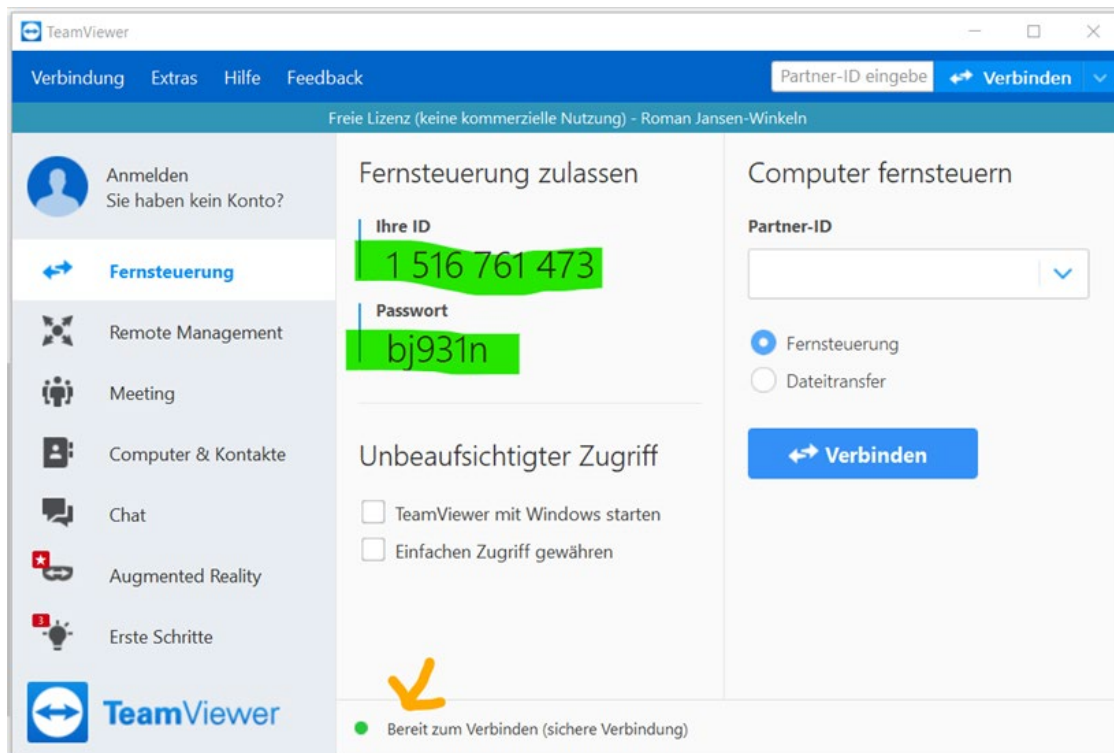 TeamViewer
Verbindung Extras Hilfe Feedback
Partner-ID eingebe
Verbinden
Freie Lizenz (keine kommerzielle Nutzung) - Roman Jansen-Winkeln
Anmelden
Sie haben kein Konto?
Fernsteuerung
Remote Management
Meeting
Computer & Kontakte
Chat
Augmented Reality
3
Erste Schritte
TeamViewer
Fernsteuerung zulassen
Ihre ID
1 516 761 473
Passwort
bj931n
Unbeaufsichtigter Zugriff
TeamViewer mit Windows starten
Einfachen Zugriff gewähren
Bereit zum Verbinden (sichere Verbindung)
Computer fernsteuern
Partner-ID
Fernsteuerung
Dateitransfer
Verbinden